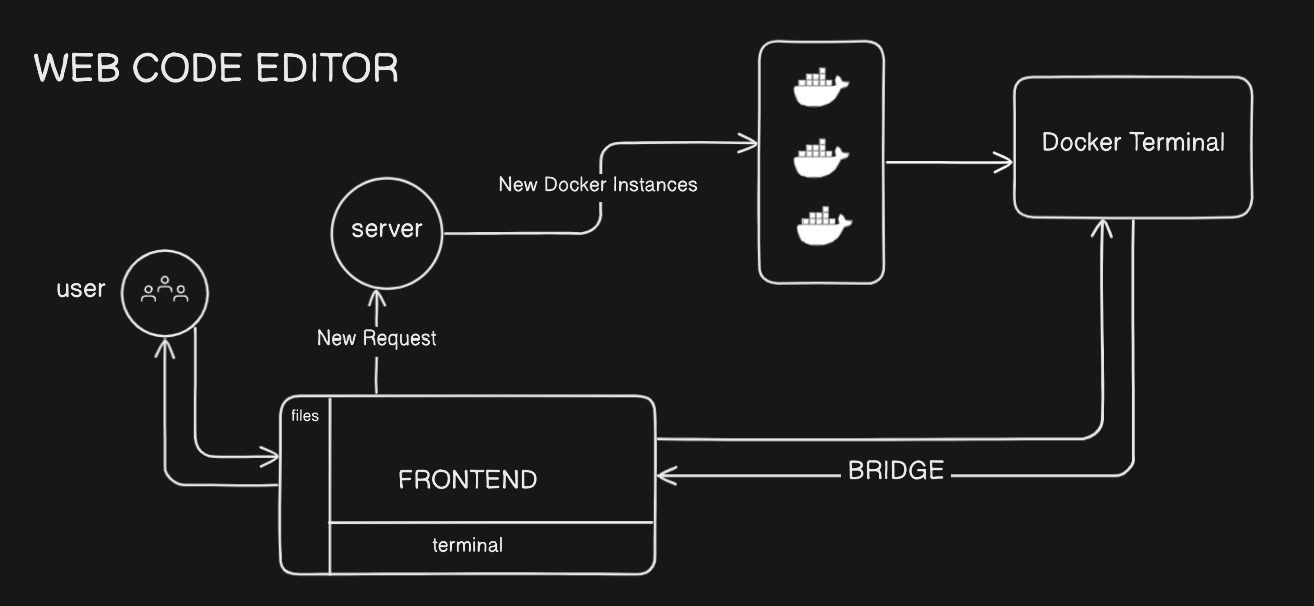 WEB CODE EDITOR
Docker Terminal
New Docker Instances
server
user
New Request
files
FRONTEND
BRIDGE
terminal